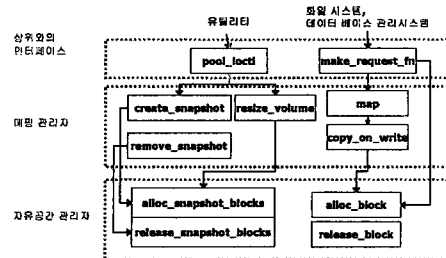 유틸리티
화일 시스템,
데이터 베이스 관리시스템
상위와의
인터페이스
pool_ioctl
make_request_fn
매핑 관리자
create_snapshot
resize_volume
map
remove_snapshot
copy_on_write
자유공간 관리자
alloc_snapshot_blocks
alloc_block
release_snapshot_blocks
release_block